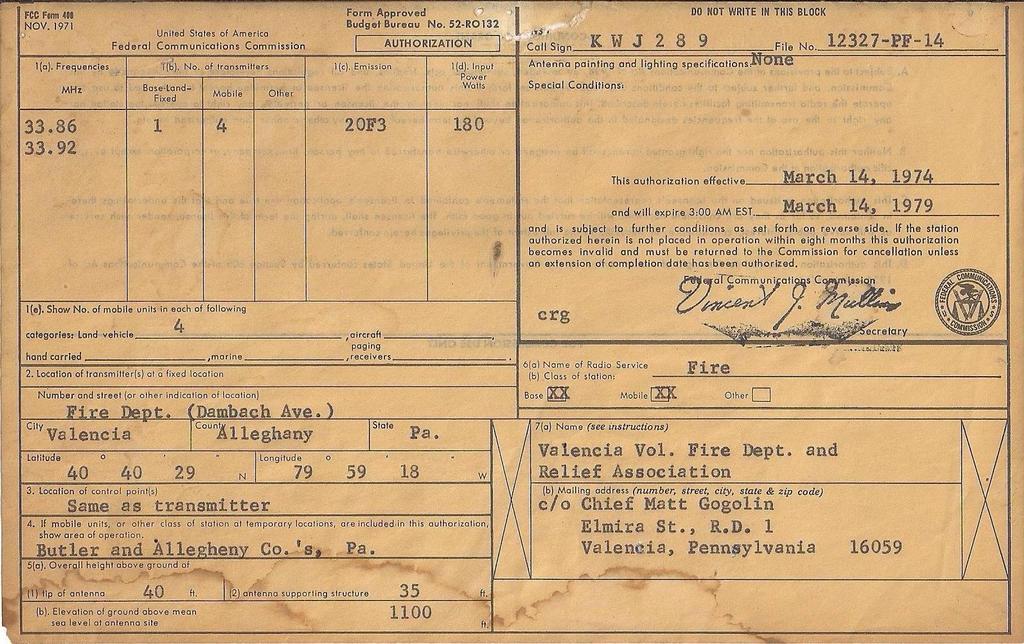 FCC Form 400
NOV. 1971
United States of America
Federal Communications Commission
Form Approved
Budget Bureau No. 52-RO132
AUTHORIZATION
DO NOT WRITE IN THIS BLOCK
Call Sign KWJ289 File No. 12327-PF-14
Antenna painting and lighting specifications: None
Special Conditions:
1(a). Frequencies
MHz
1(b). No. of transmitters
Base-Land-Fixed
Mobile
Other
1(c). Emission
1(d). Input Power Watts
33.86 1 4 20F3 180
33.92
This authorization effective March 14, 1974
and will expire 3:00 AM EST. March 14, 1979
and is subject to further conditions as set forth on reverse side. If the station
authorized herein is not placed in operation within eight months this authorization
becomes invalid and must be returned to the Commission for cancellation unless
an extension of completion date has been authorized.
Federal Communications Commission
crg
Vincent J. Mullins
Secretary
FEDERAL COMMUNICATIONS COMMISSION
1(e). Show No. of mobile units in each of following
categories: Land vehicle 4 , aircraft
paging
hand carried , marine , receivers .
2. Location of transmitter(s) at a fixed location
Number and street (or other indication of location)
Fire Dept. (Dambach Ave.)
City Valencia County Alleghany State Pa.
Latitude o ' "
40 40 29 N
Longitude o ' "
79 59 18 W
3. Location of control point(s)
Same as transmitter
4. If mobile units, or other class of station at temporary locations, are included in this authorization,
show area of operation.
Butler and Allegheny Co.'s, Pa.
5(a). Overall height above ground of
(1) tip of antenna 40 ft. (2) antenna supporting structure 35 ft.
(b). Elevation of ground above mean
sea level at antenna site 1100 ft.
6(a) Name of Radio Service Fire
(b) Class of station:
Base XX Mobile XX Other
7(a) Name (see instructions)
Valencia Vol. Fire Dept. and
Relief Association
(b) Mailing address (number, street, city, state & zip code)
c/o Chief Matt Gogolin
Elmira St., R.D. 1
Valencia, Pennsylvania 16059